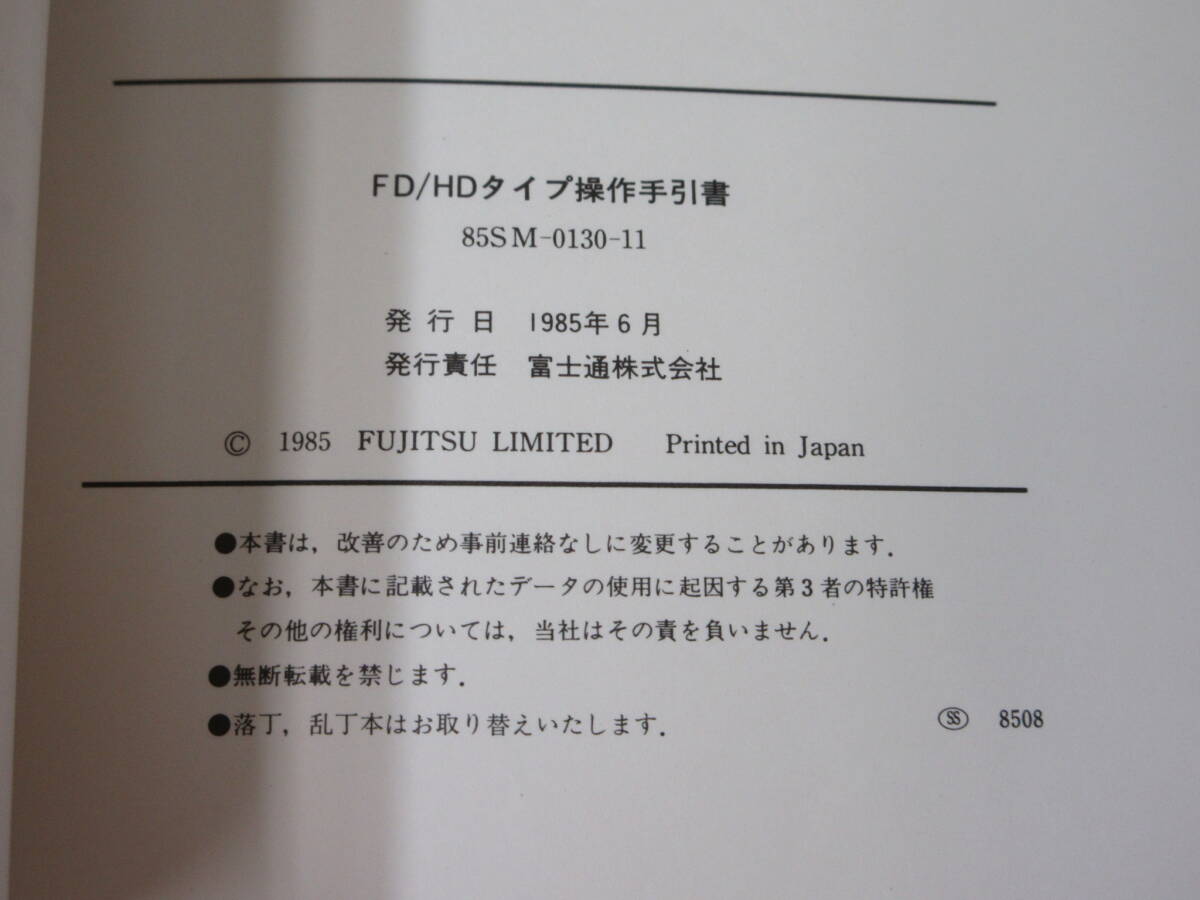 FD/HDタイプ操作手引書
85SM-0130-11
発行日 1985年6月
発行責任 富士通株式会社
© 1985 FUJITSU LIMITED Printed in Japan
●本書は，改善のため事前連絡なしに変更することがあります．
●なお，本書に記載されたデータの使用に起因する第3者の特許権
その他の権利については，当社はその責を負いません．
●無断転載を禁じます．
●落丁，乱丁本はお取り替えいたします．
SS 8508